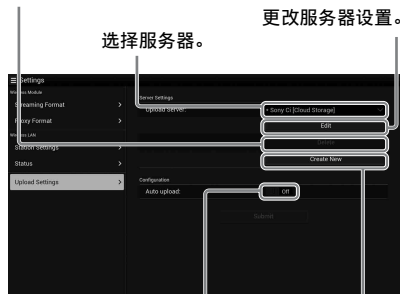 更改服务器设置。
选择服务器。
Settings
Wireless Module
Streaming Format
Proxy Format
Wireless LAN
Station Settings
Status
Upload Settings
Server Settings
Upload Server:
• Sony Ci [Cloud Storage]
Edit
Delete
Create New
Configuration
Auto upload:
Off
Submit